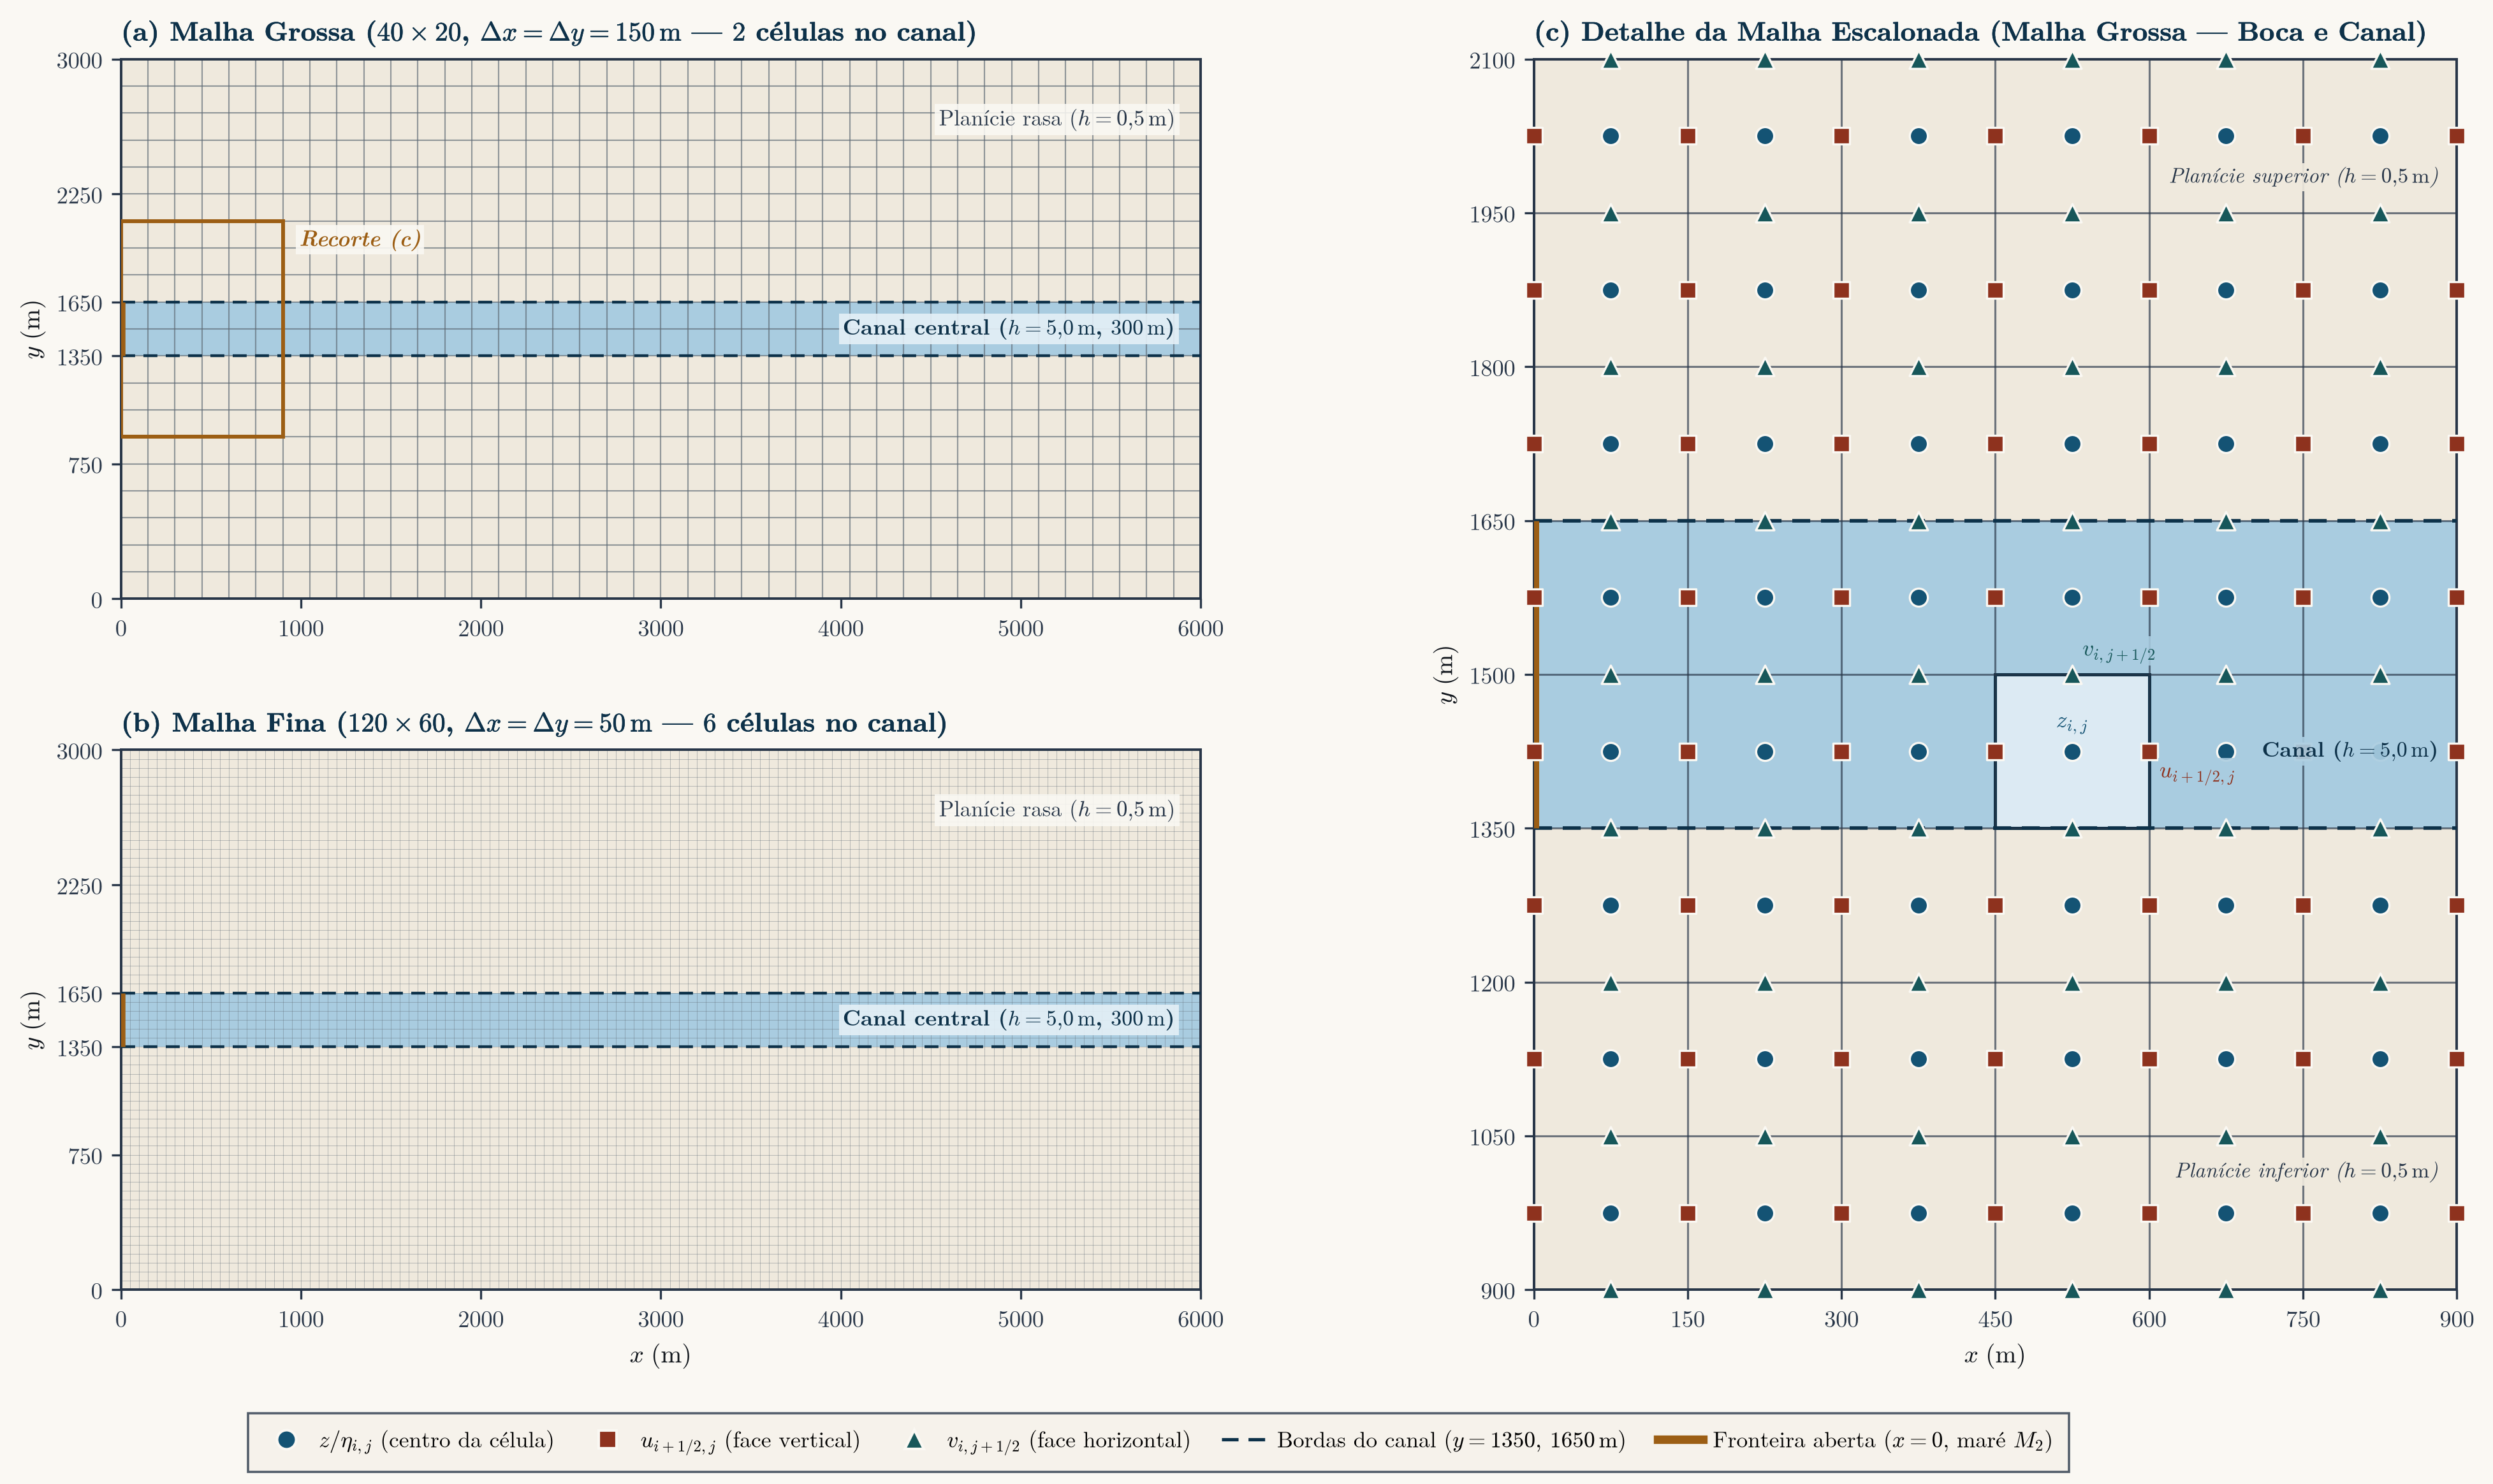 (a) Malha Grossa (40 × 20, Δx = Δy = 150 m — 2 células no canal)
3000
2250
1650
1350
750
0
y (m)
Planície rasa (h = 0,5 m)
Recorte (c)
Canal central (h = 5,0 m, 300 m)
0 1000 2000 3000 4000 5000 6000
(b) Malha Fina (120 × 60, Δx = Δy = 50 m — 6 células no canal)
3000
2250
1650
1350
750
0
y (m)
Planície rasa (h = 0,5 m)
Canal central (h = 5,0 m, 300 m)
0 1000 2000 3000 4000 5000 6000
x (m)
(c) Detalhe da Malha Escalonada (Malha Grossa — Boca e Canal)
2100
1950
1800
1650
1500
1350
1200
1050
900
y (m)
Planície superior (h = 0,5 m)
v_{i, j+1/2}
z_{i, j}
Canal (h = 5,0 m)
u_{i+1/2, j}
Planície inferior (h = 0,5 m)
0 150 300 450 600 750 900
x (m)
z/η_{i, j} (centro da célula)
u_{i+1/2, j} (face vertical)
v_{i, j+1/2} (face horizontal)
Bordas do canal (y = 1350, 1650 m)
Fronteira aberta (x = 0, maré M_2)